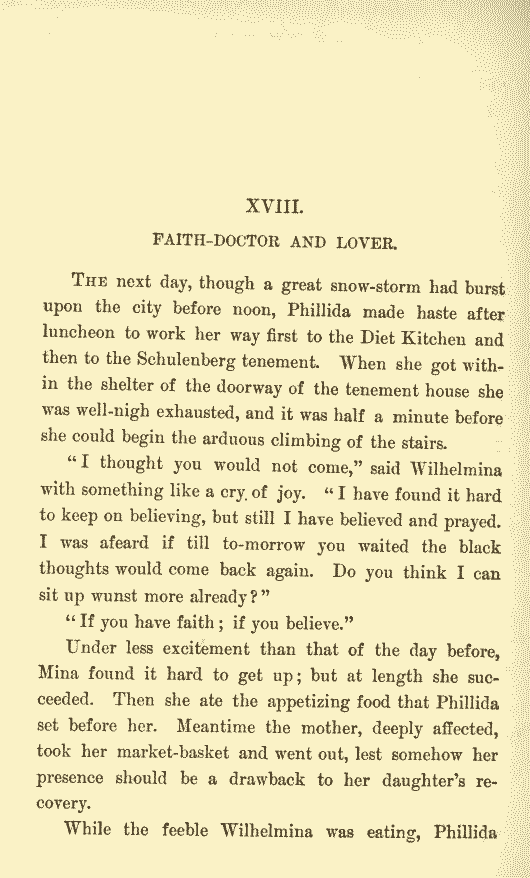 XVIII.
FAITH-DOCTOR AND LOVER.
THE next day, though a great snow-storm had burst
upon the city before noon, Phillida made haste after
luncheon to work her way first to the Diet Kitchen and
then to the Schulenberg tenement. When she got with-
in the shelter of the doorway of the tenement house she
was well-nigh exhausted, and it was half a minute before
she could begin the arduous climbing of the stairs.
"I thought you would not come," said Wilhelmina
with something like a cry of joy. "I have found it hard
to keep on believing, but still I have believed and prayed.
I was afeard if till to-morrow you waited the black
thoughts would come back again. Do you think I can
sit up wunst more already?"
"If you have faith; if you believe."
Under less excitement than that of the day before,
Mina found it hard to get up; but at length she suc-
ceeded. Then she ate the appetizing food that Phillida
set before her. Meantime the mother, deeply affected,
took her market-basket and went out, lest somehow her
presence should be a drawback to her daughter's re-
covery.
While the feeble Wilhelmina was eating, Phillida